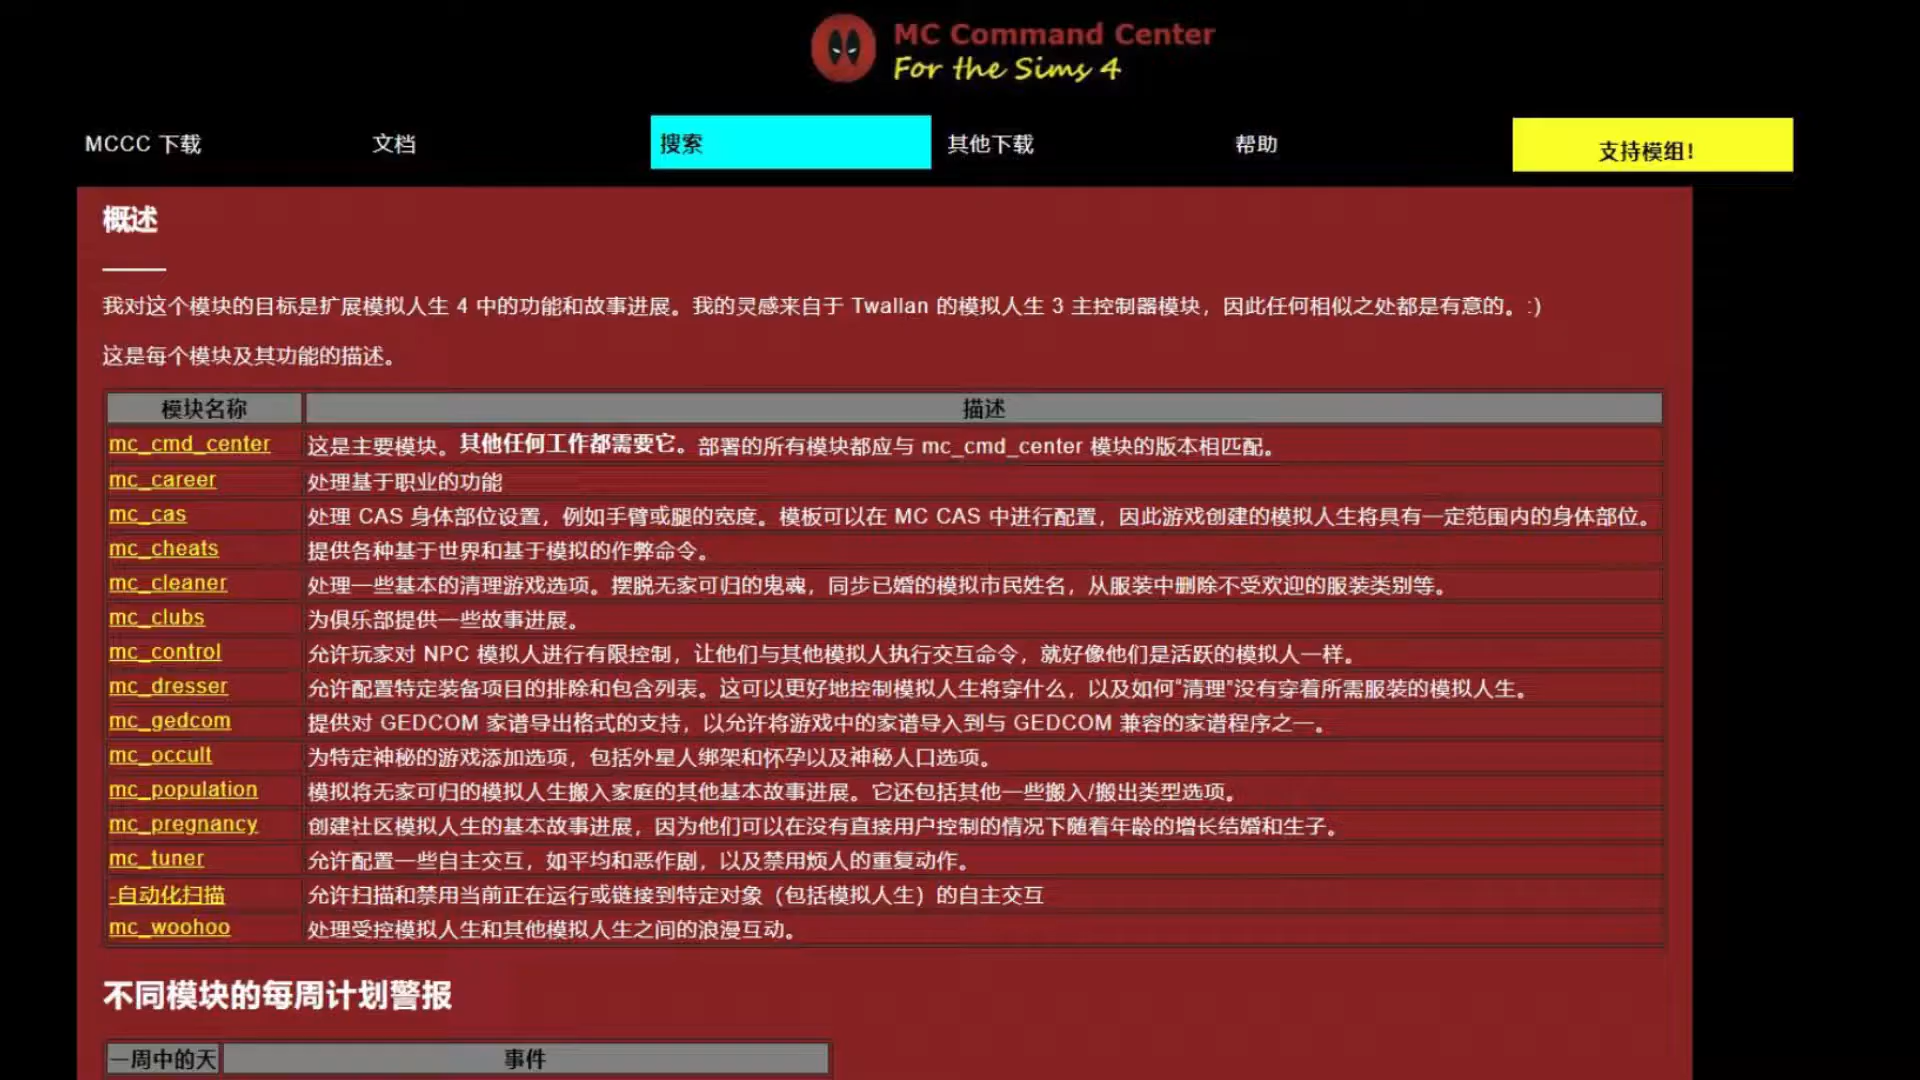 MC Command Center
For the Sims 4
MCCC 下载
文档
搜索
其他下载
帮助
支持模组!
概述
我对这个模块的目标是扩展模拟人生 4 中的功能和故事进展。我的灵感来自于 Twallan 的模拟人生 3 主控制器模块，因此任何相似之处都是有意的。:)
这是每个模块及其功能的描述。
模块名称 描述
mc_cmd_center 这是主要模块。其他任何工作都需要它。部署的所有模块都应与 mc_cmd_center 模块的版本相匹配。
mc_career 处理基于职业的功能
mc_cas 处理 CAS 身体部位设置，例如手臂或腿的宽度。模板可以在 MC CAS 中进行配置，因此游戏创建的模拟人生将具有一定范围内的身体部位。
mc_cheats 提供各种基于世界和基于模拟的作弊命令。
mc_cleaner 处理一些基本的清理游戏选项。摆脱无家可归的鬼魂，同步已婚的模拟市民姓名，从服装中删除不受欢迎的服装类别等。
mc_clubs 为俱乐部提供一些故事进展。
mc_control 允许玩家对 NPC 模拟人进行有限控制，让他们与其他模拟人执行交互命令，就好像他们是活跃的模拟人一样。
mc_dresser 允许配置特定装备项目的排除和包含列表。这可以更好地控制模拟人生将穿什么，以及如何“清理”没有穿着所需服装的模拟人生。
mc_gedcom 提供对 GEDCOM 家谱导出格式的支持，以允许将游戏中的家谱导入到与 GEDCOM 兼容的家谱程序之一。
mc_occult 为特定神秘的游戏添加选项，包括外星人绑架和怀孕以及神秘人口选项。
mc_population 模拟将无家可归的模拟人生搬入家庭的其他基本故事进展。它还包括其他一些搬入/搬出类型选项。
mc_pregnancy 创建社区模拟人生的基本故事进展，因为他们可以在没有直接用户控制的情况下随着年龄的增长结婚和生子。
mc_tuner 允许配置一些自主交互，如平均和恶作剧，以及禁用烦人的重复动作。
-自动化扫描 允许扫描和禁用当前正在运行或链接到特定对象（包括模拟人生）的自主交互
mc_woohoo 处理受控模拟人生和其他模拟人生之间的浪漫互动。
不同模块的每周计划警报
一周中的天 事件